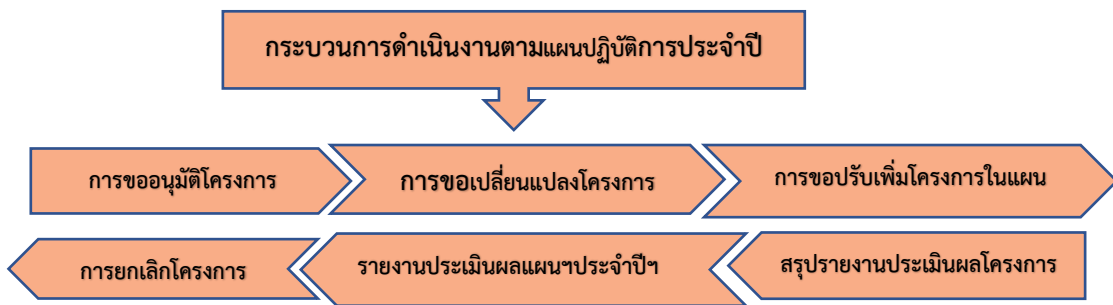 กระบวนการดำเนินงานตามแผนปฏิบัติการประจำปี
การขออนุมัติโครงการ
การขอเปลี่ยนแปลงโครงการ
การขอปรับเพิ่มโครงการในแผน
การยกเลิกโครงการ
รายงานประเมินผลแผนฯประจำปีฯ
สรุปรายงานประเมินผลโครงการ